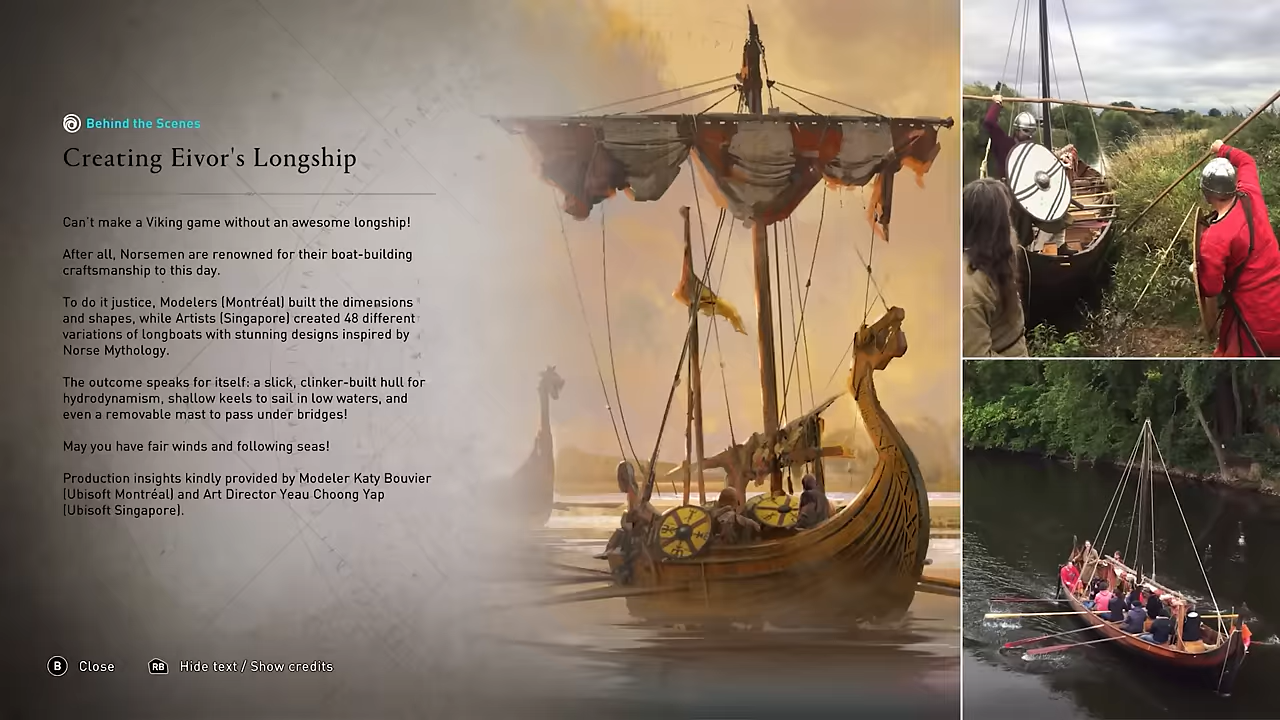 Behind the Scenes
Creating Eivor's Longship
Can't make a Viking game without an awesome longship!
After all, Norsemen are renowned for their boat-building
craftsmanship to this day.
To do it justice, Modelers (Montréal) built the dimensions
and shapes, while Artists (Singapore) created 48 different
variations of longboats with stunning designs inspired by
Norse Mythology.
The outcome speaks for itself: a slick, clinker-built hull for
hydrodynamism, shallow keels to sail in low waters, and
even a removable mast to pass under bridges!
May you have fair winds and following seas!
Production insights kindly provided by Modeler Katy Bouvier
(Ubisoft Montréal) and Art Director Yeau Choong Yap
(Ubisoft Singapore).
B Close RB Hide text / Show credits